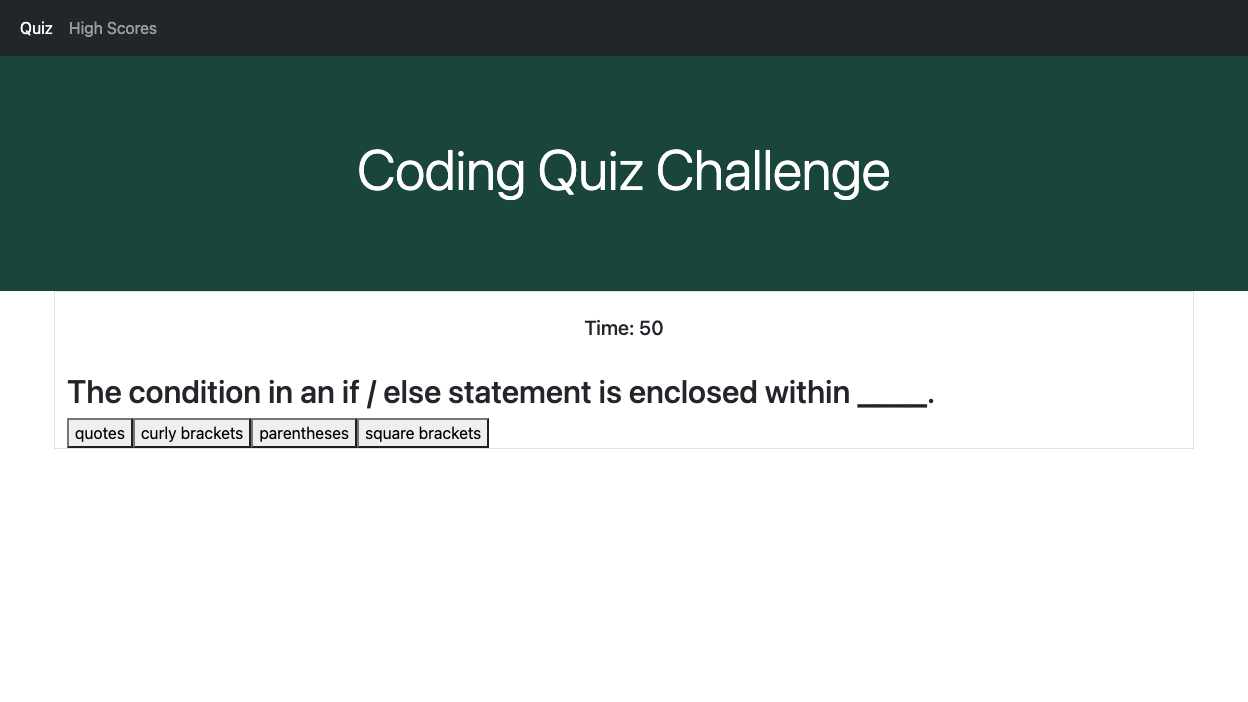 Quiz High Scores
Coding Quiz Challenge
Time: 50
The condition in an if / else statement is enclosed within _____.
quotes curly brackets parentheses square brackets